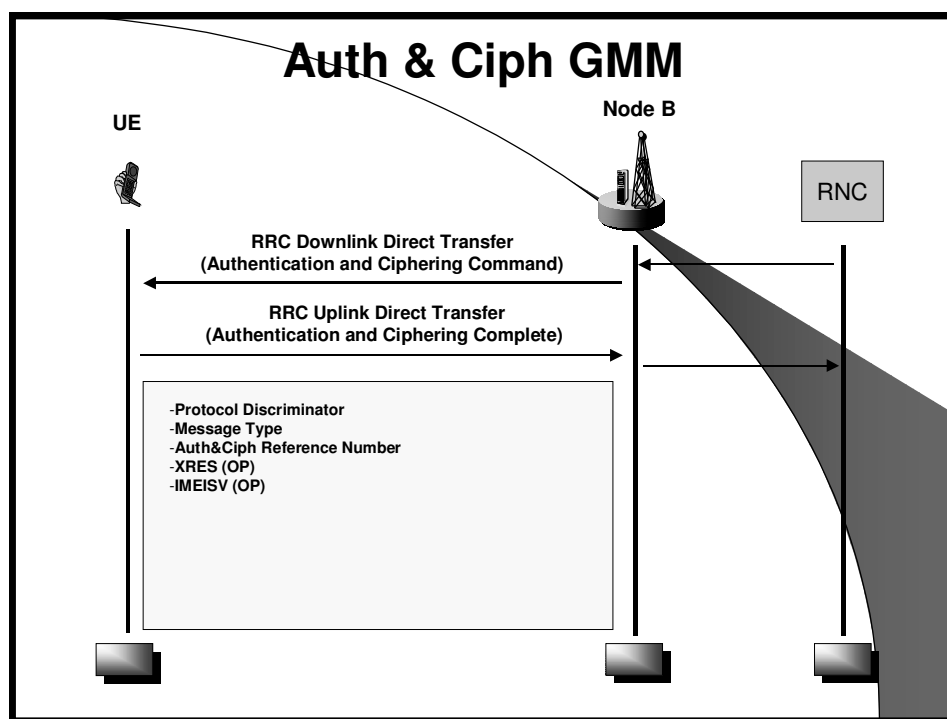 Auth & Ciph GMM
UE
Node B
RNC
RRC Downlink Direct Transfer
(Authentication and Ciphering Command)
RRC Uplink Direct Transfer
(Authentication and Ciphering Complete)
-Protocol Discriminator
-Message Type
-Auth&Ciph Reference Number
-XRES (OP)
-IMEISV (OP)